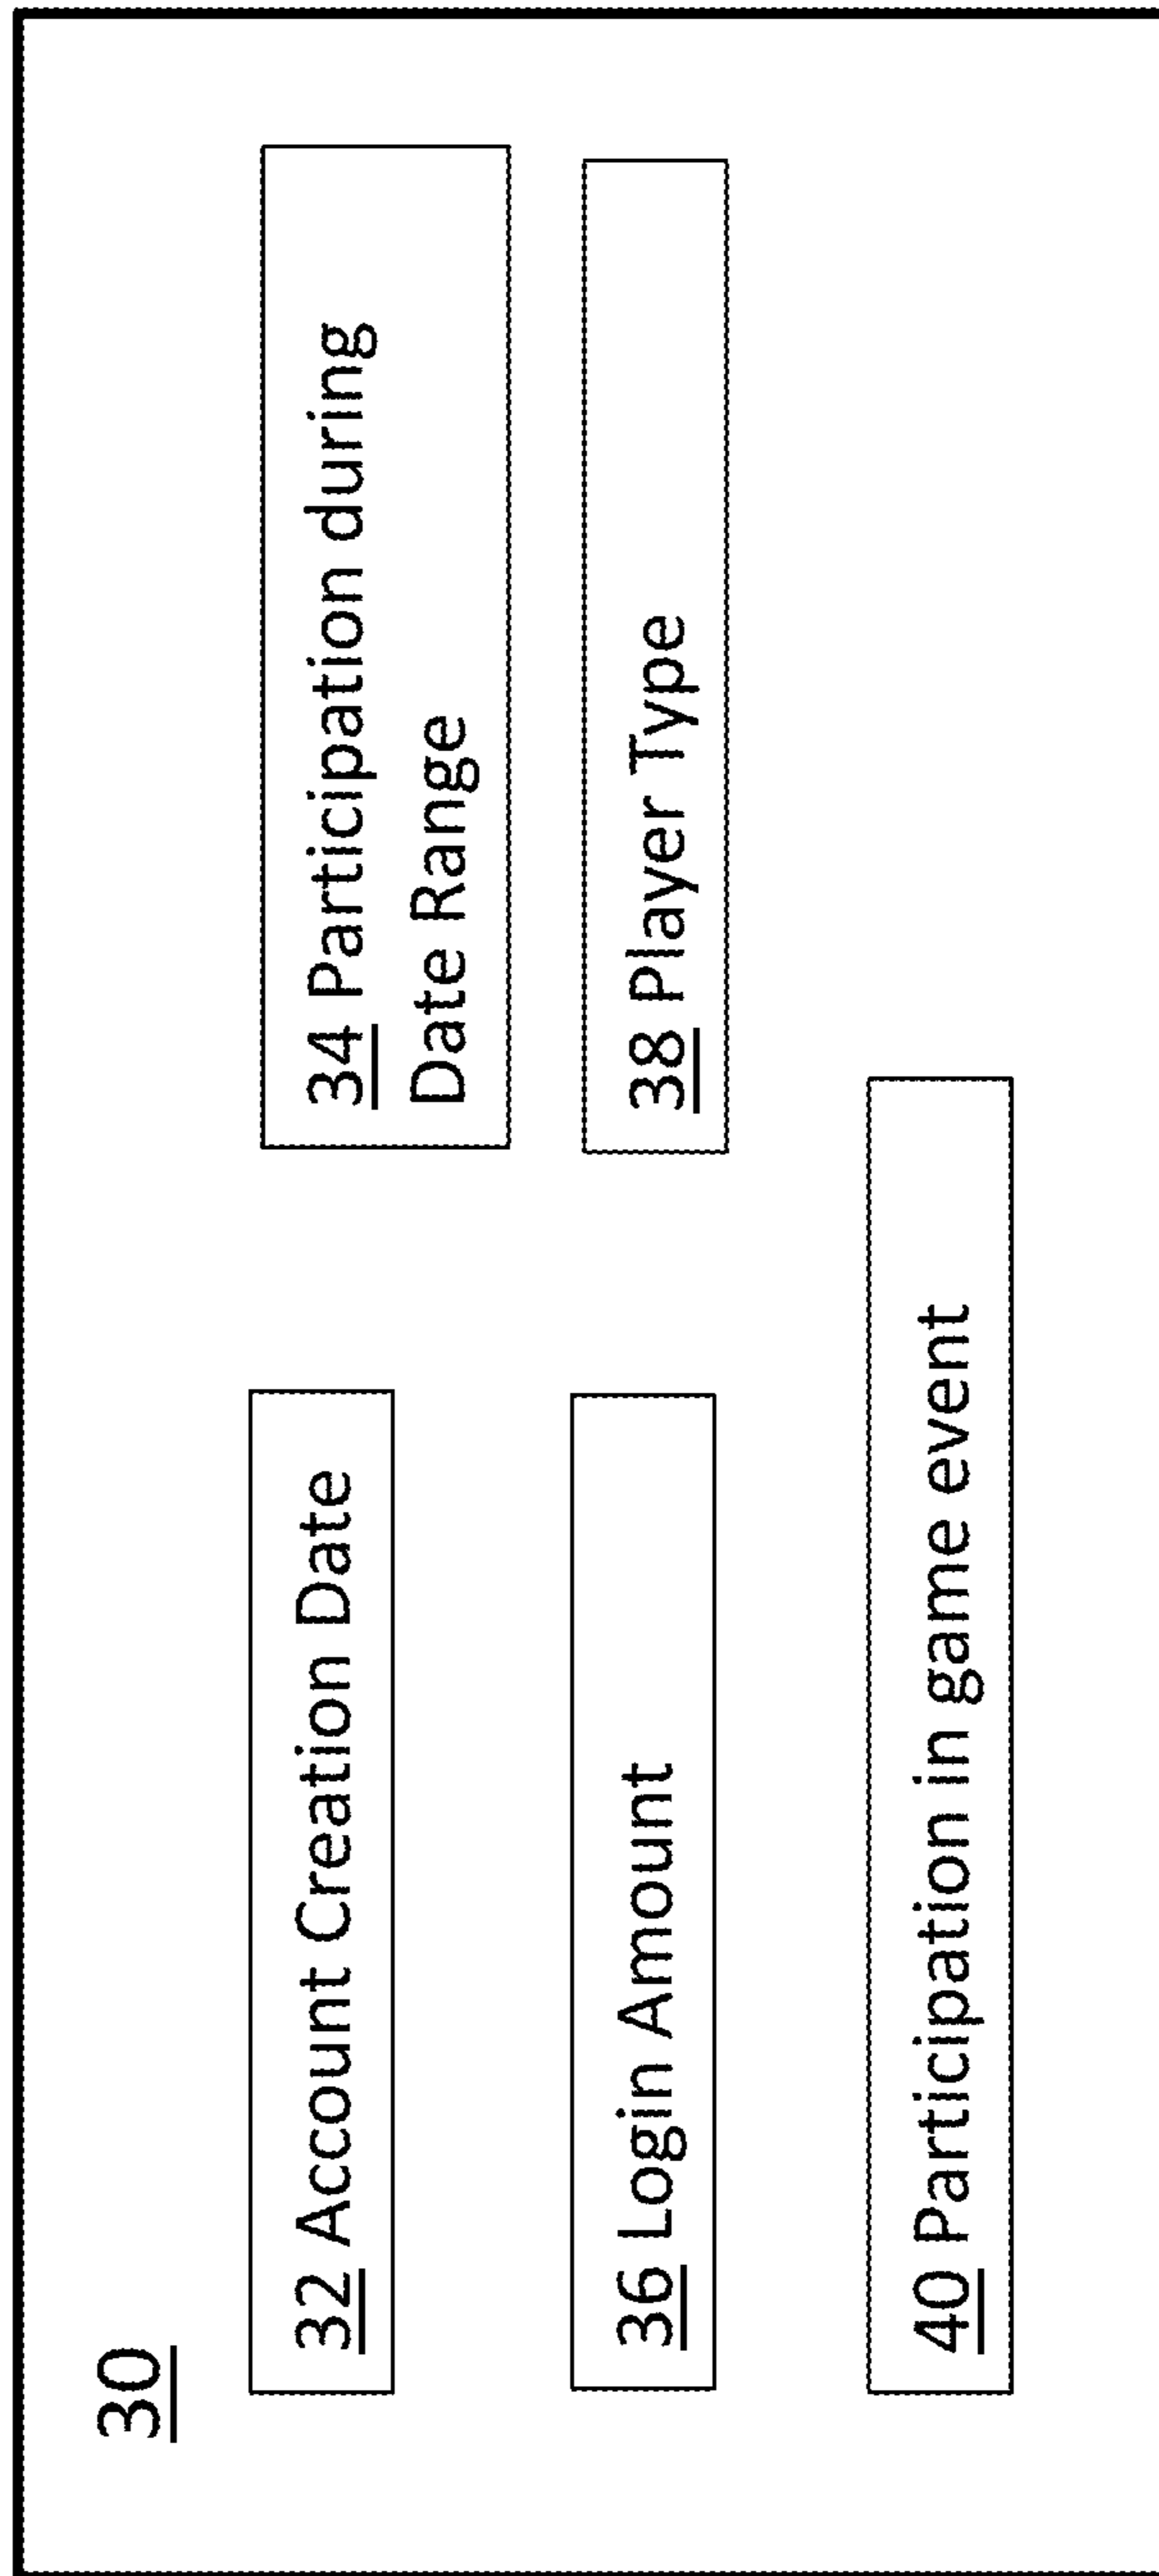 30
32 Account Creation Date
34 Participation during
Date Range
36 Login Amount
38 Player Type
40 Participation in game event